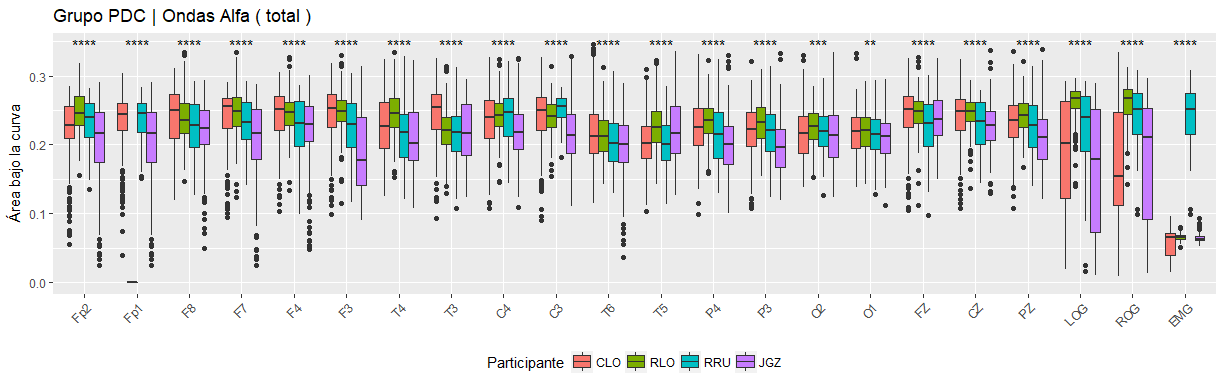 Grupo PDC | Ondas Alfa ( total )
**** **** **** **** **** **** **** **** **** **** **** **** **** **** *** ** **** **** **** **** **** ****
Área bajo la curva
0.3
0.2
0.1
0.0
Fp2 Fp1 F8 F7 F4 F3 T4 T3 C4 C3 T6 T5 P4 P3 O2 O1 FZ CZ PZ LOG ROG EMG
Participante CLO RLO RRU JGZ